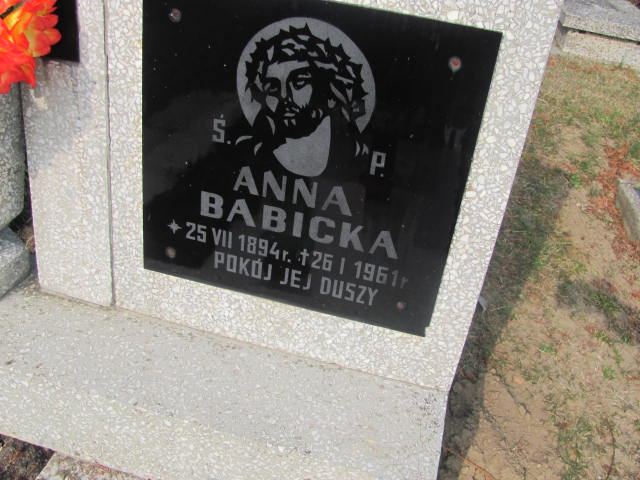 Ś. P.
ANNA
BABICKA
* 25 VII 1894r. † 26 I 1961r
POKÓJ JEJ DUSZY